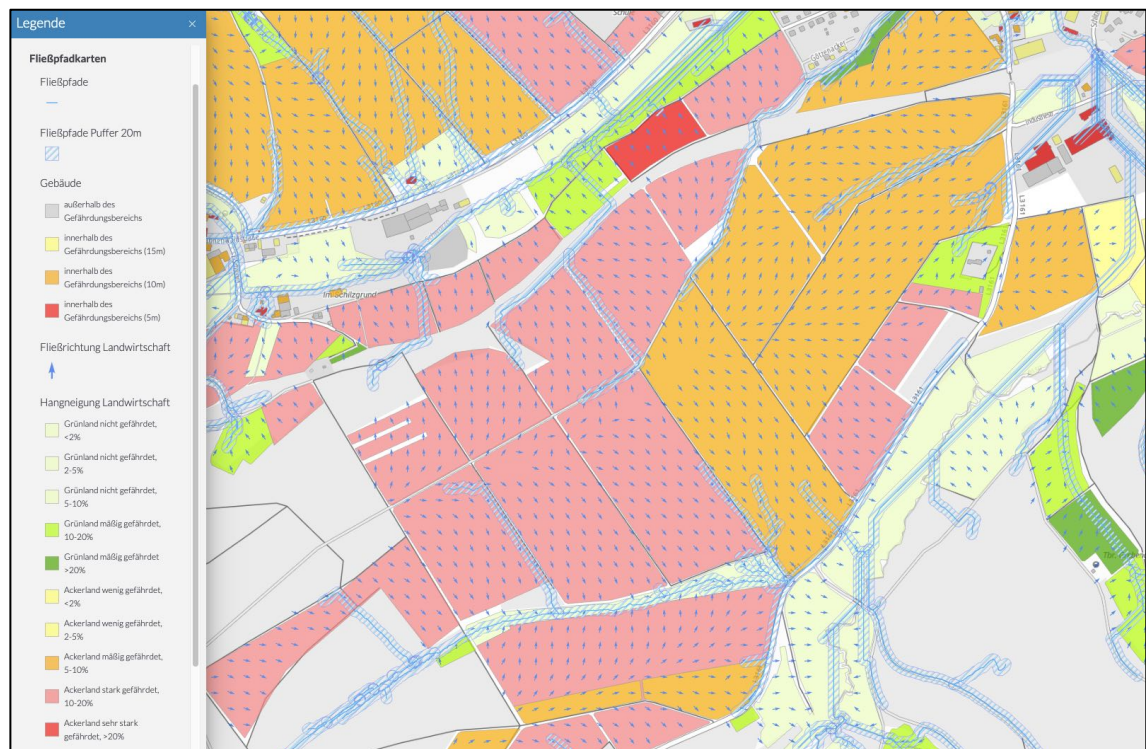 Legende ×
Fließpfadkarten
Fließpfade
Fließpfade Puffer 20m
Gebäude
außerhalb des
Gefährdungsbereichs
innerhalb des
Gefährdungsbereichs (15m)
innerhalb des
Gefährdungsbereichs (10m)
innerhalb des
Gefährdungsbereichs (5m)
Fließrichtung Landwirtschaft
Hangneigung Landwirtschaft
Grünland nicht gefährdet,
<2%
Grünland nicht gefährdet,
2-5%
Grünland nicht gefährdet,
5-10%
Grünland mäßig gefährdet,
10-20%
Grünland mäßig gefährdet
>20%
Ackerland wenig gefährdet,
<2%
Ackerland wenig gefährdet,
2-5%
Ackerland mäßig gefährdet,
5-10%
Ackerland stark gefährdet,
10-20%
Ackerland sehr stark
gefährdet, >20%
Götzenacker
L3161
L3161